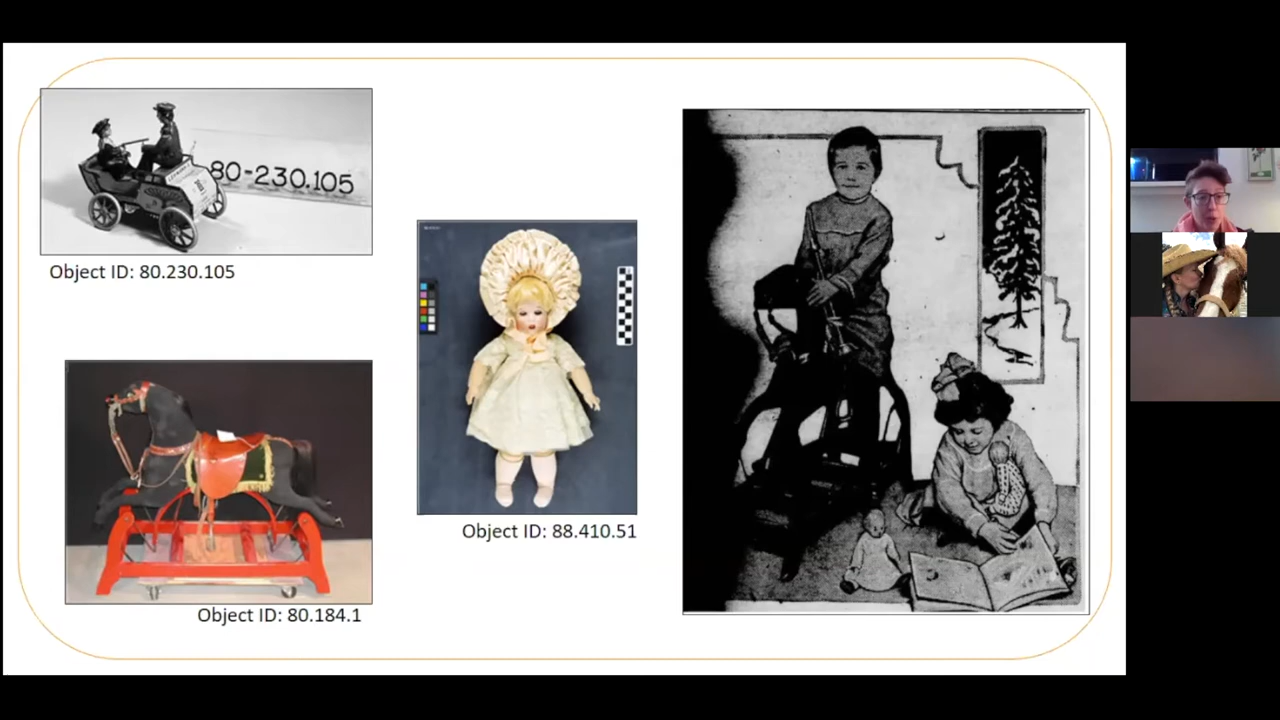 80-230.105
Object ID: 80.230.105
Object ID: 88.410.51
Object ID: 80.184.1